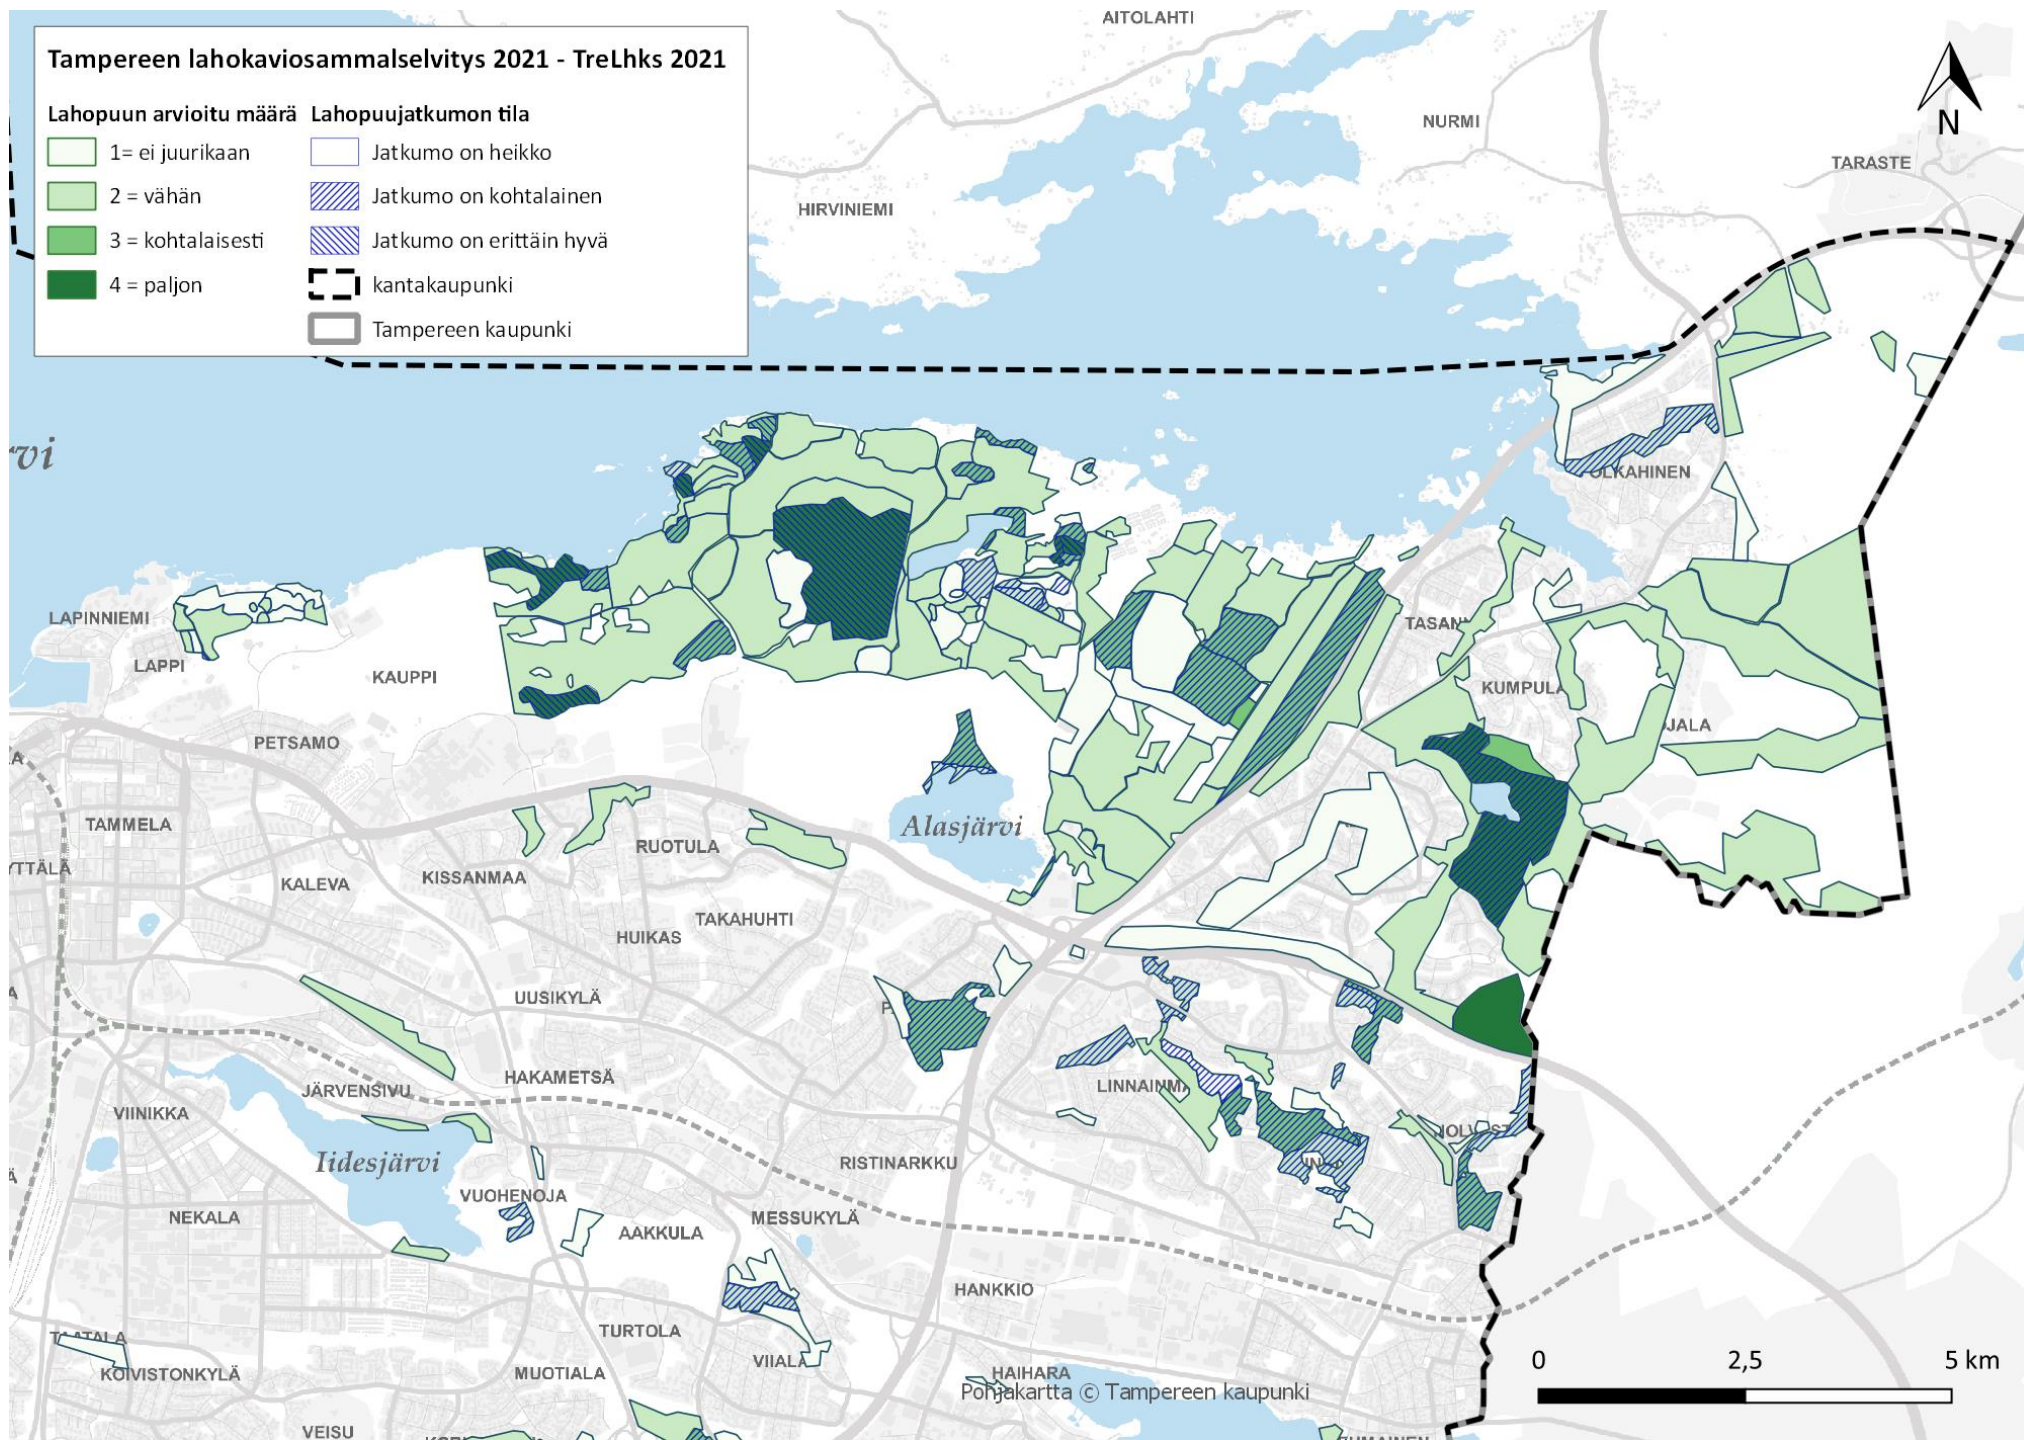 Tampereen lahokaviosammalselvitys 2021 - TreLhks 2021
Lahopuun arvioitu määrä
1= ei juurikaan
2 = vähän
3 = kohtalaisesti
4 = paljon
Lahopuujatkumon tila
Jatkumo on heikko
Jatkumo on kohtalainen
Jatkumo on erittäin hyvä
kantakaupunki
Tampereen kaupunki
AITOLAHTI
N
NURMI
TARASTE
HIRVINIEMI
OLKAHINEN
LAPINNIEMI
TASANN
LAPPI
KAUPPI
KUMPULA
JALA
PETSAMO
TAMMELA
Alasjärvi
RUOTULA
KALEVA
KISSANMAA
TAKAHUHTI
HUIKAS
UUSIKYLÄ
HAKAMETSÄ
JÄRVENSIVU
LINNAINMA
VIINIKKA
Iidesjärvi
RISTINARKKU
VUOHENOJA
NEKALA
MESSUKYLÄ
AAKKULA
HANKKIO
TURTOLA
TAATALA
KOIVISTONKYLÄ
MUOTIALA
VIIALA
HAIHARA
VEISU
Pohjakartta © Tampereen kaupunki
0 2,5 5 km